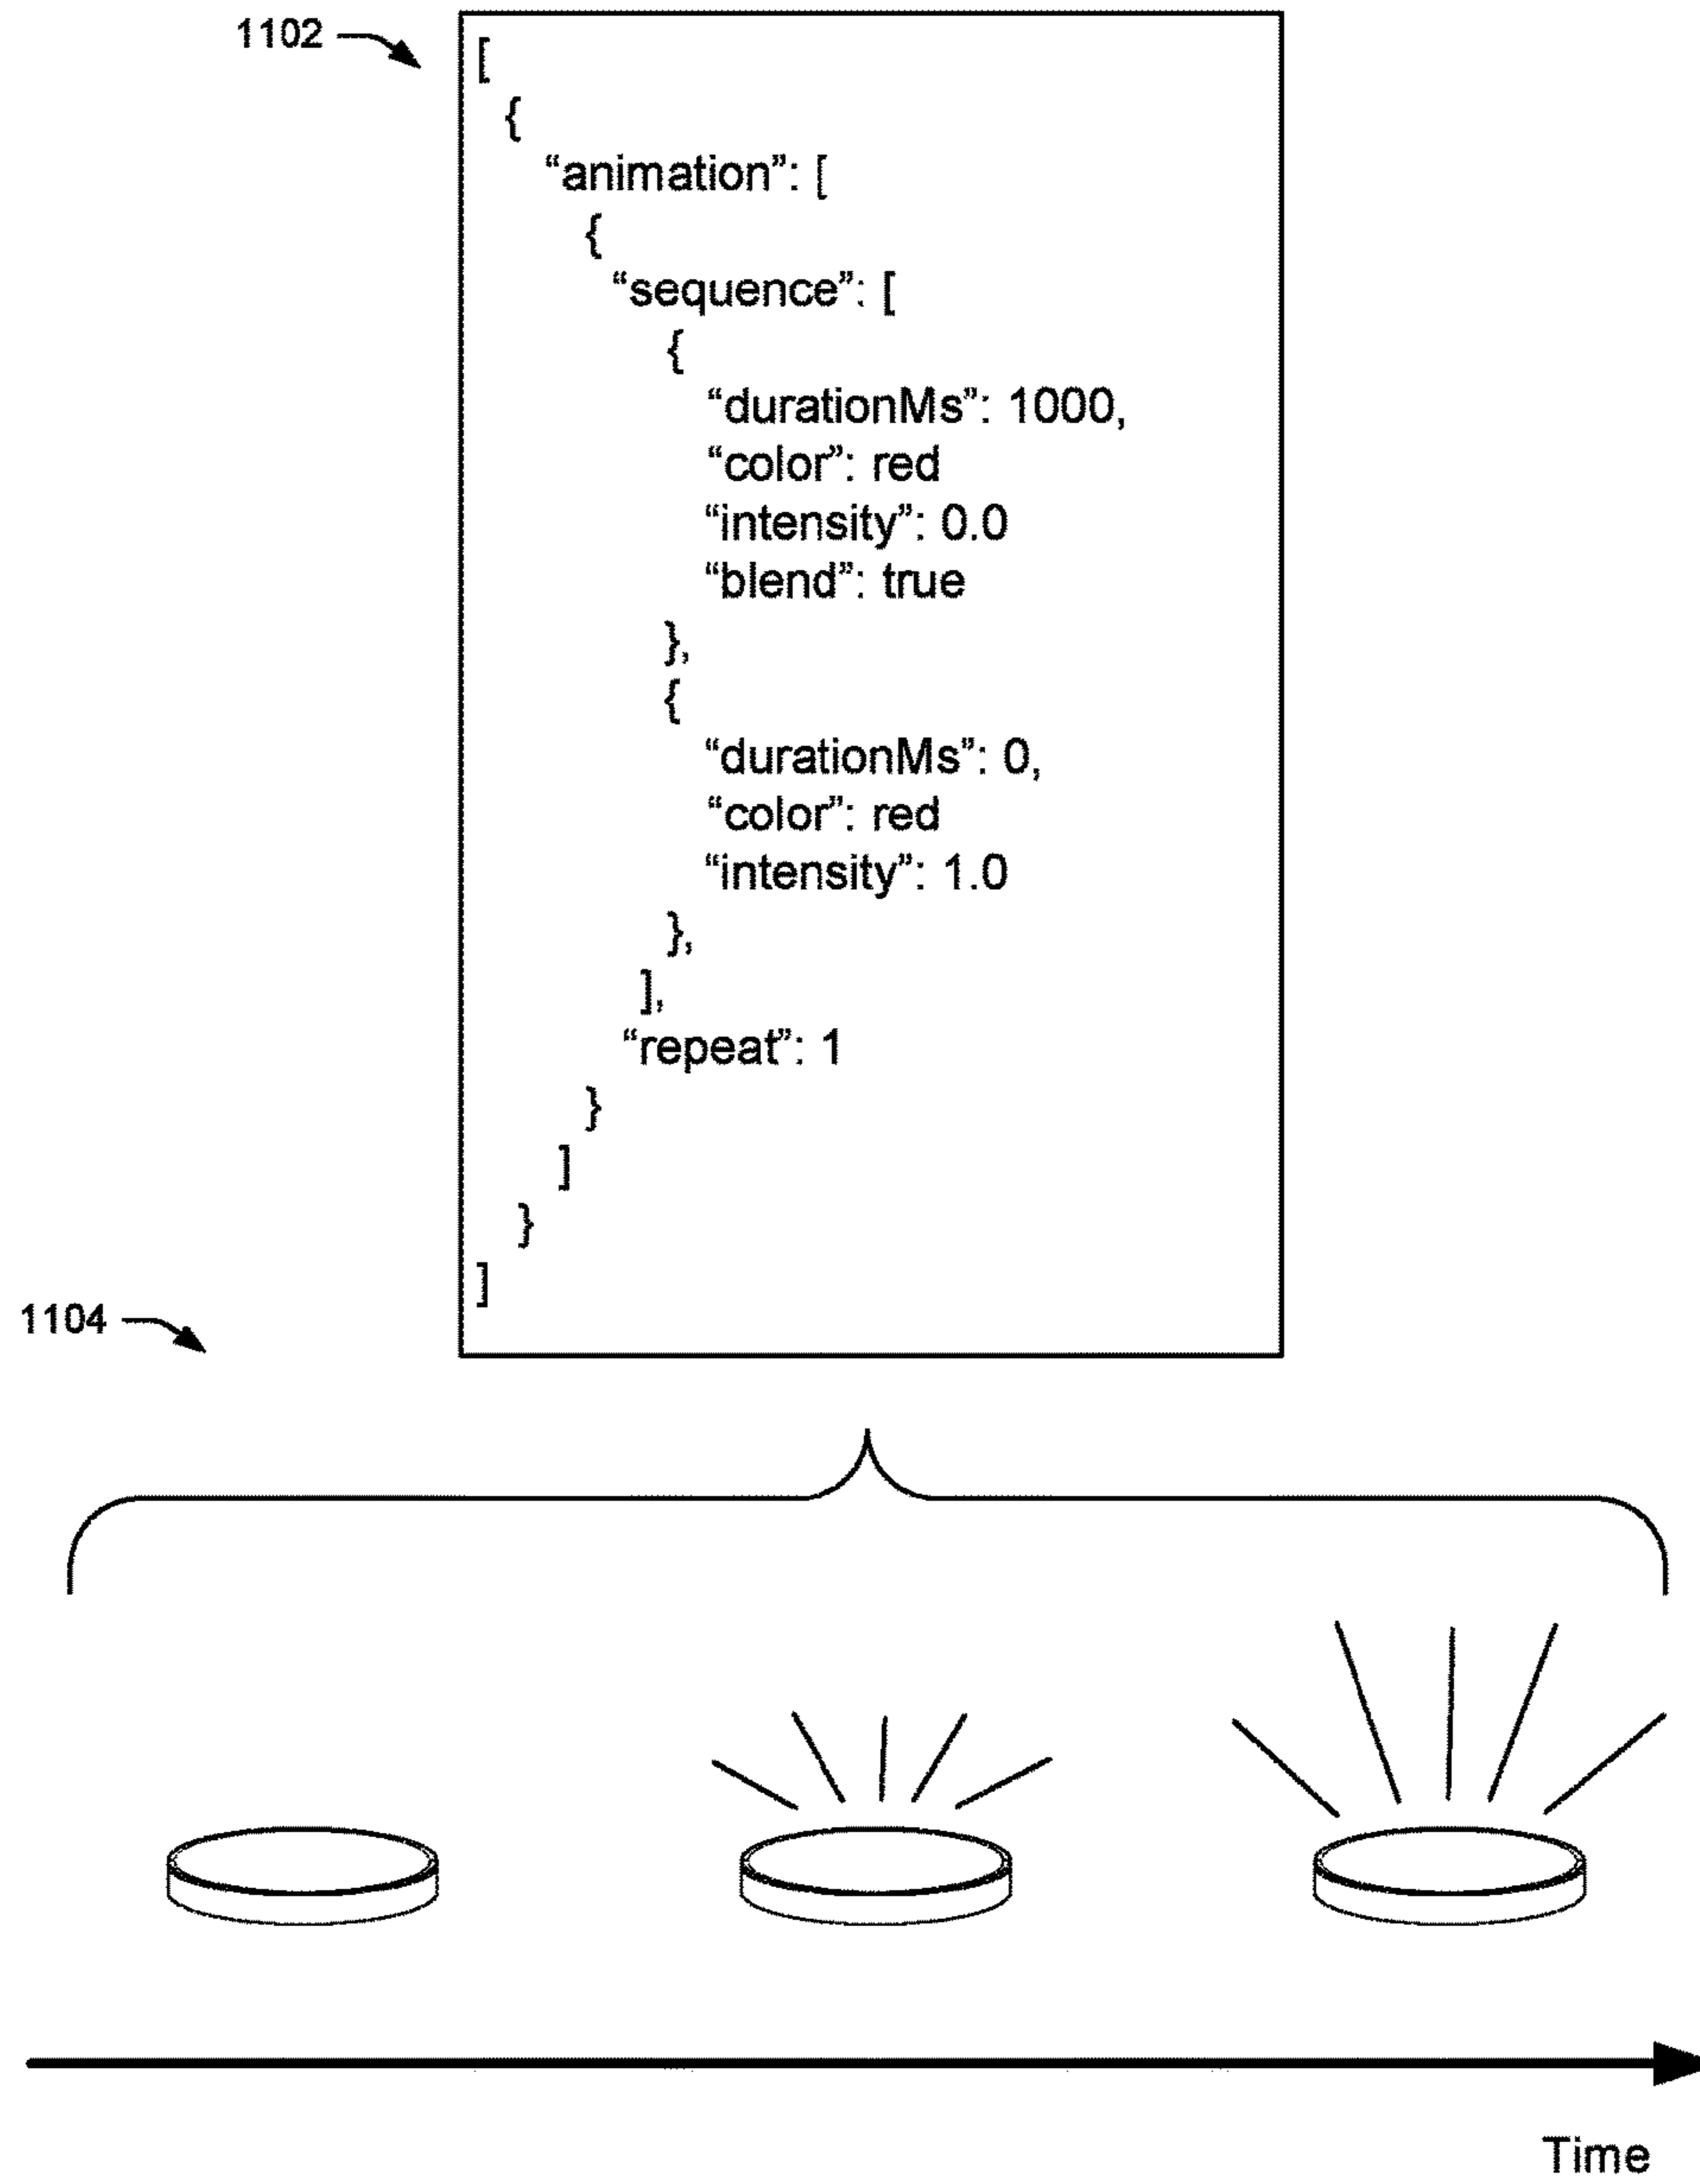 1102
[
{
“animation”: [
{
“sequence”: [
{
“durationMs”: 1000,
“color”: red
“intensity”: 0.0
“blend”: true
},
{
“durationMs”: 0,
“color”: red
“intensity”: 1.0
},
],
“repeat”: 1
}
]
}
]
1104
Time